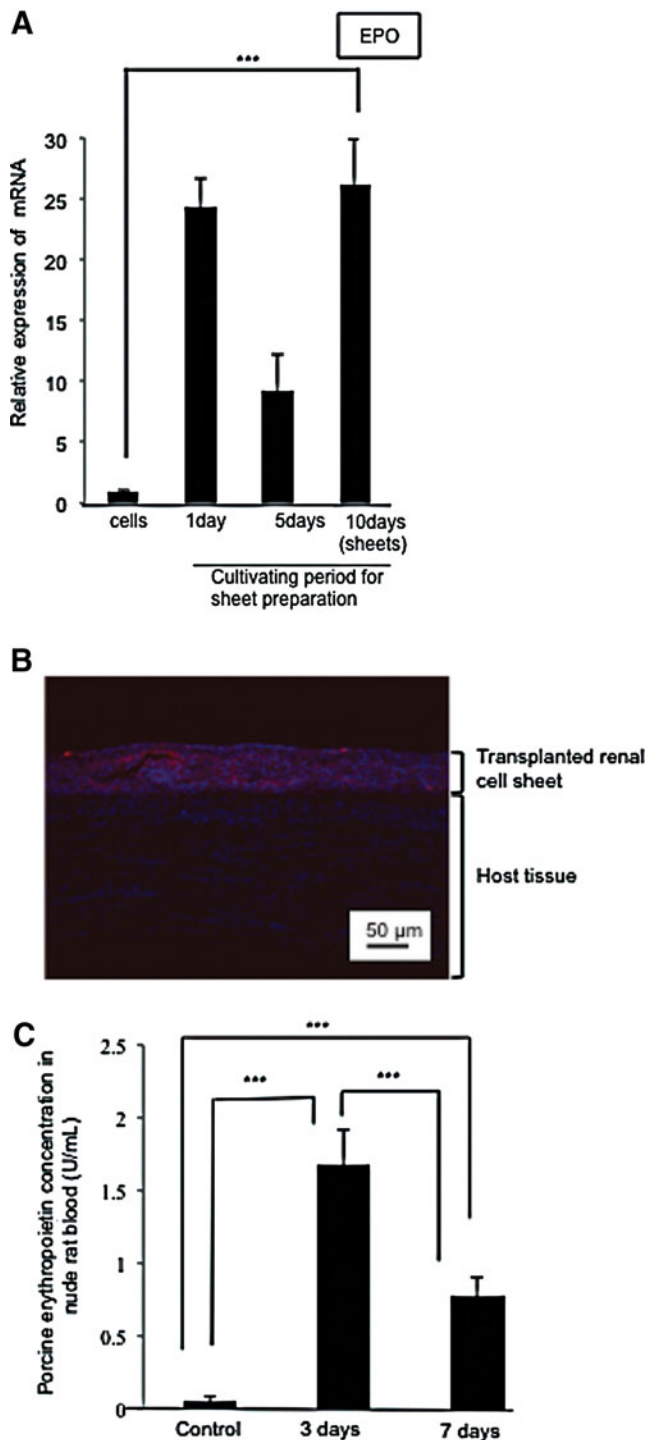 A
EPO
***
Relative expression of mRNA
30
25
20
15
10
5
0
cells 1day 5days 10days
(sheets)
Cultivating period for
sheet preparation
B
Transplanted renal
cell sheet
Host tissue
50 μm
C
***
***
***
Porcine erythropoietin concentration in
nude rat blood (U/mL)
2.5
2
1.5
1
0.5
0
Control 3 days 7 days